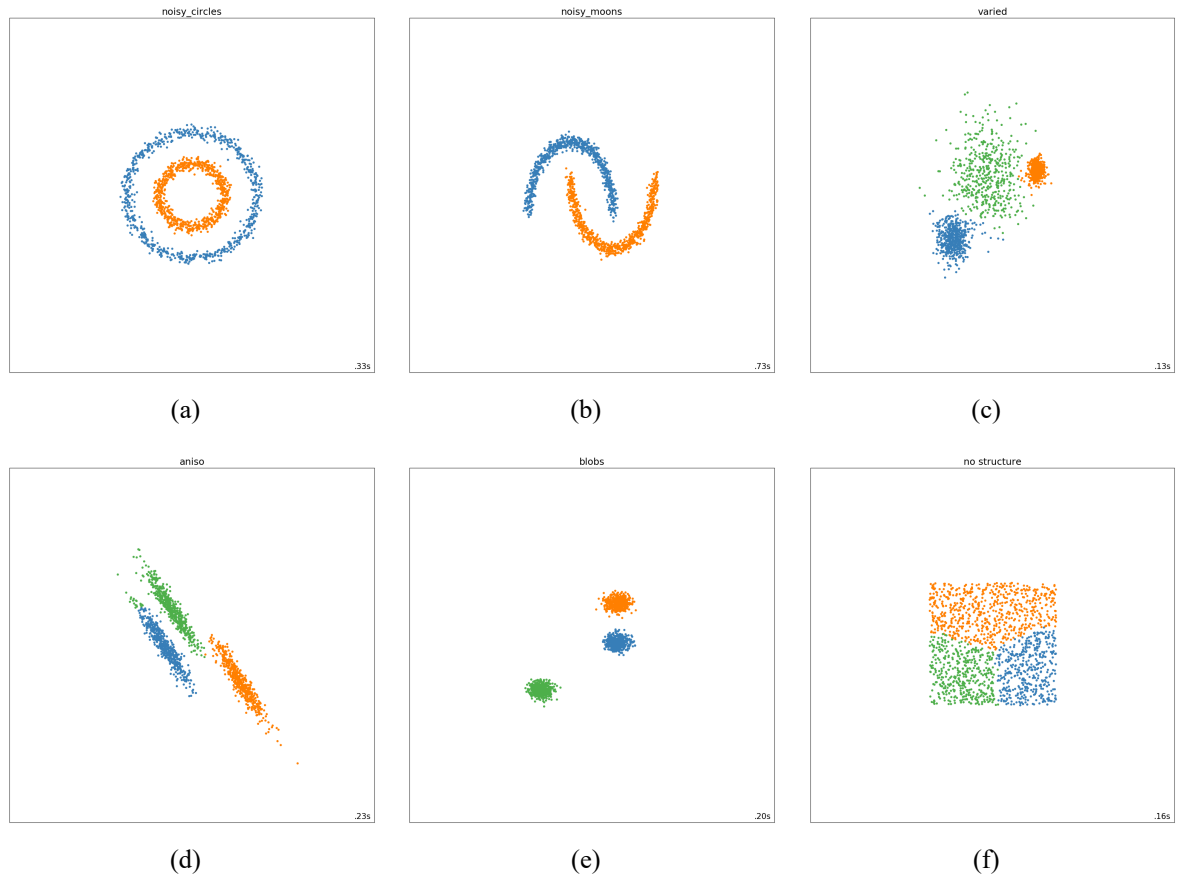 noisy_circles
noisy_moons
varied
.33s
.73s
.13s
(a)
(b)
(c)
aniso
blobs
no structure
.23s
.20s
.16s
(d)
(e)
(f)